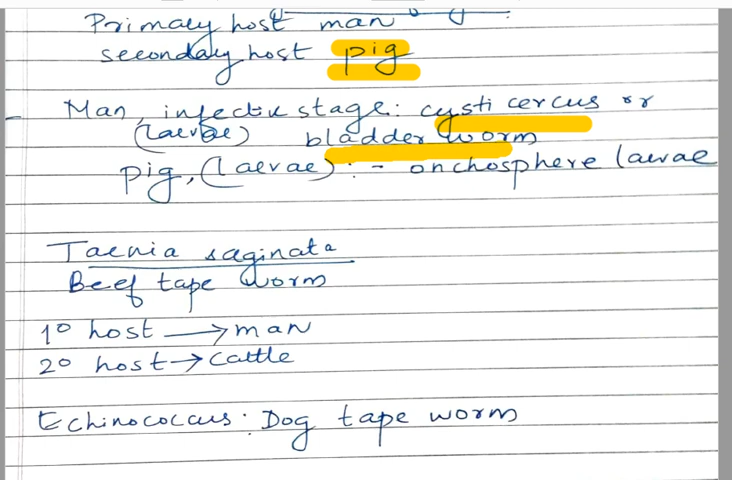 Primary host man
secondary host pig
- Man, infective stage: cysticercus or
(Larvae) bladder worm
pig, (Larvae): - onchosphere larvae
Taenia saginata
Beef tape worm
1° host → man
2° host → cattle
Echinococcus: Dog tape worm